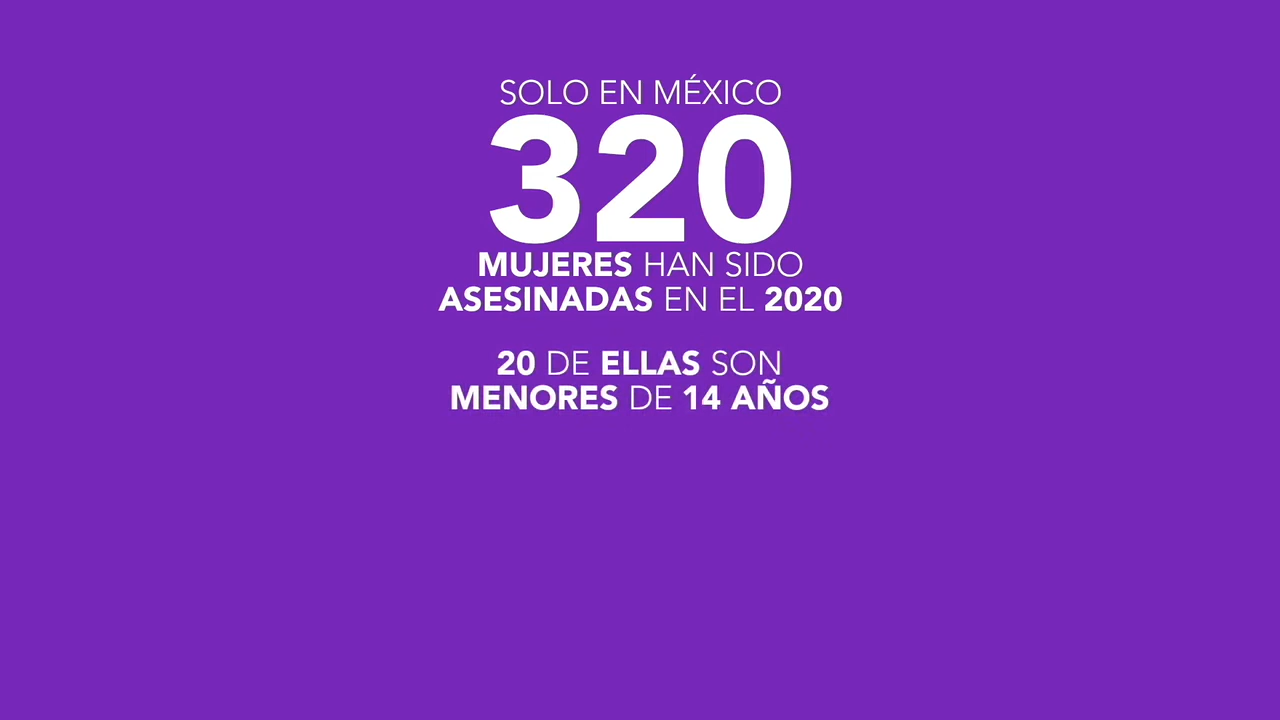 SOLO EN MÉXICO
320
MUJERES HAN SIDO
ASESINADAS EN EL 2020
20 DE ELLAS SON
MENORES DE 14 AÑOS